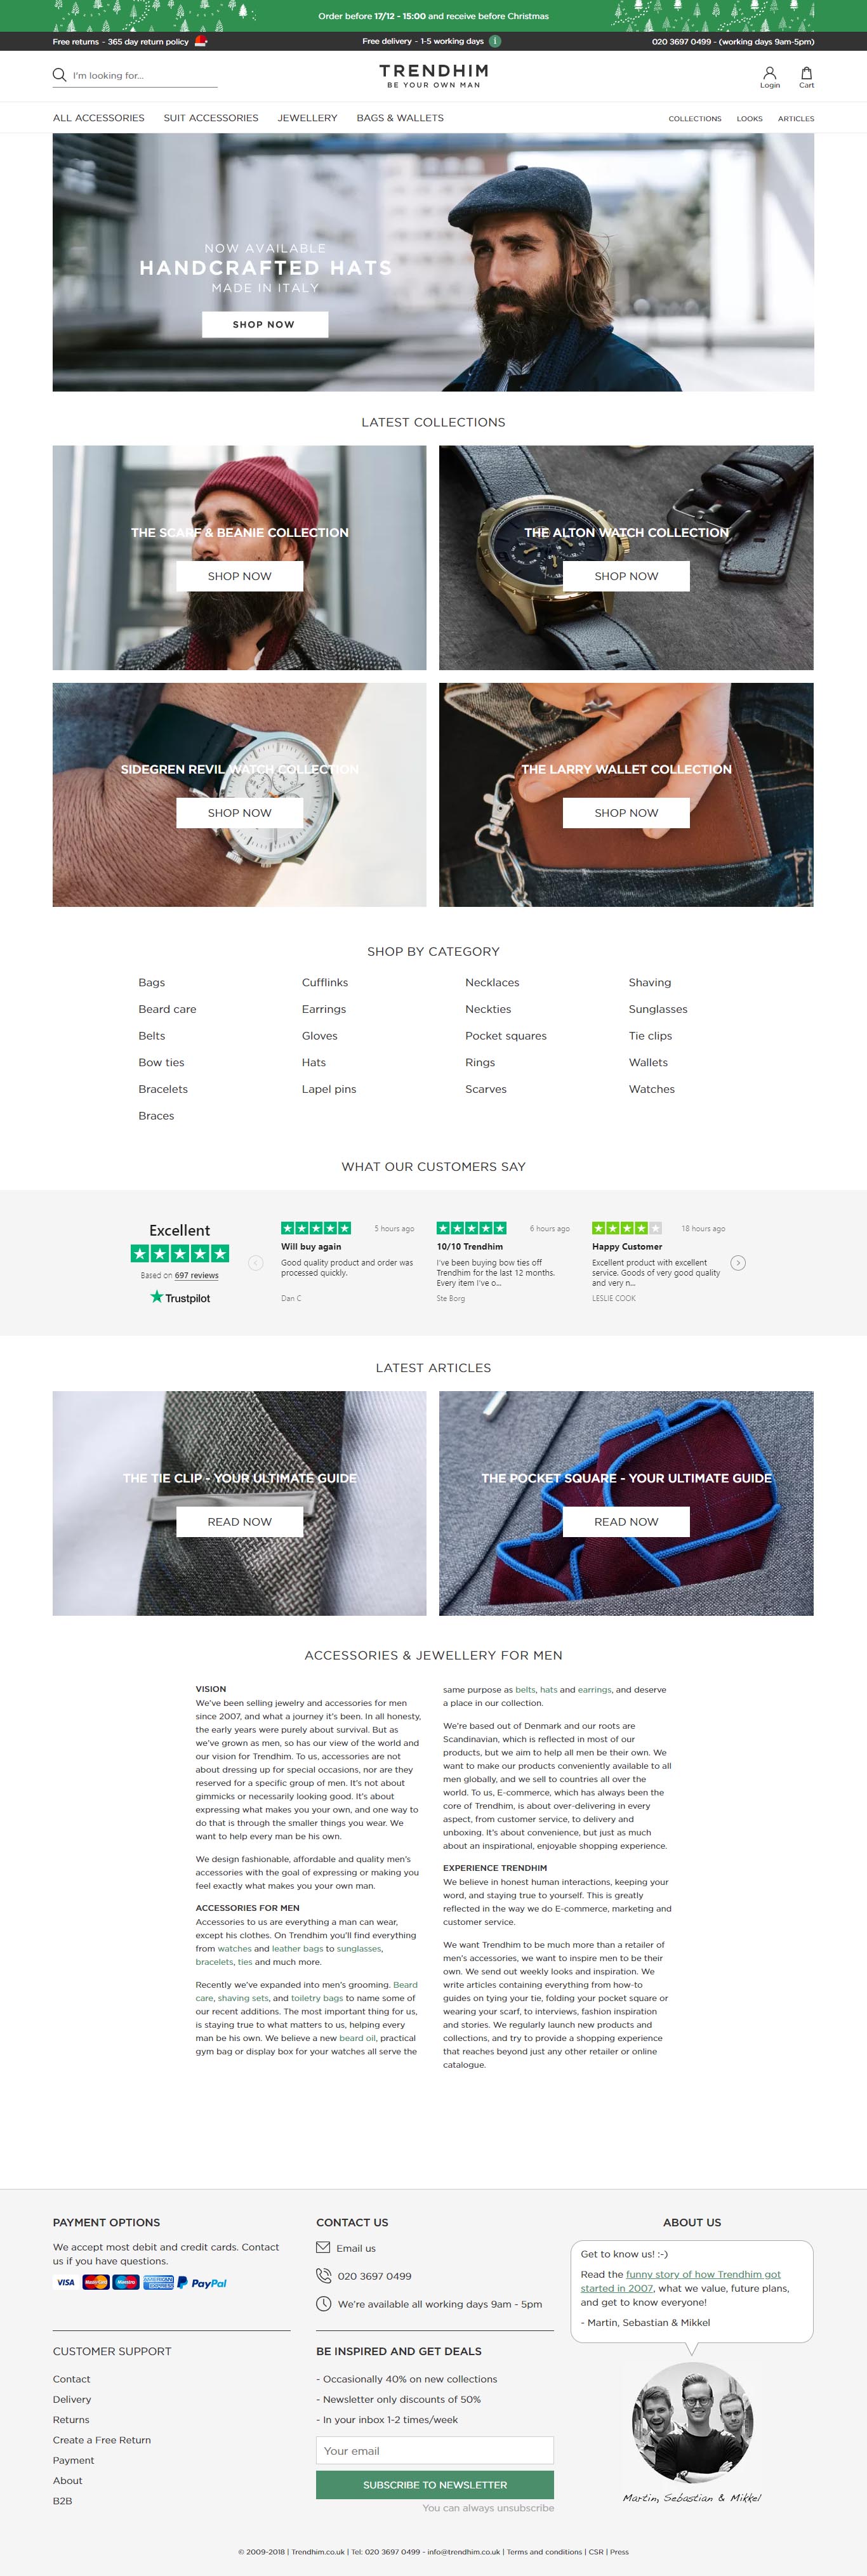 Order before 17/12 - 15:00 and receive before Christmas
Free returns - 365 day return policy
Free delivery - 1-5 working days
020 3697 0499 - (working days 9am-5pm)
I'm looking for...
TRENDHIM
BE YOUR OWN MAN
Login
Cart
ALL ACCESSORIES
SUIT ACCESSORIES
JEWELLERY
BAGS & WALLETS
COLLECTIONS
LOOKS
ARTICLES
NOW AVAILABLE
HANDCRAFTED HATS
MADE IN ITALY
SHOP NOW
LATEST COLLECTIONS
THE SCARF & BEANIE COLLECTION
SHOP NOW
THE ALTON WATCH COLLECTION
SHOP NOW
SIDEGREN REVIL WATCH COLLECTION
SHOP NOW
THE LARRY WALLET COLLECTION
SHOP NOW
SHOP BY CATEGORY
Bags
Beard care
Belts
Bow ties
Bracelets
Braces
Cufflinks
Earrings
Gloves
Hats
Lapel pins
Necklaces
Neckties
Pocket squares
Rings
Scarves
Shaving
Sunglasses
Tie clips
Wallets
Watches
WHAT OUR CUSTOMERS SAY
Excellent
Based on 697 reviews
Trustpilot
5 hours ago
Will buy again
Good quality product and order was
processed quickly.
Dan C
6 hours ago
10/10 Trendhim
I've been buying bow ties off
Trendhim for the last 12 months.
Every item I've o...
Ste Borg
18 hours ago
Happy Customer
Excellent product with excellent
service. Goods of very good quality
and very n...
LESLIE COOK
LATEST ARTICLES
THE TIE CLIP - YOUR ULTIMATE GUIDE
READ NOW
THE POCKET SQUARE - YOUR ULTIMATE GUIDE
READ NOW
ACCESSORIES & JEWELLERY FOR MEN
VISION
We've been selling jewelry and accessories for men
since 2007, and what a journey it's been. In all honesty,
the early years were purely about survival. But as
we've grown as men, so has our view of the world and
our vision for Trendhim. To us, accessories are not
about dressing up for special occasions, nor are they
reserved for a specific group of men. It's not about
gimmicks or necessarily looking good. It's about
expressing what makes you your own, and one way to
do that is through the smaller things you wear. We
want to help every man be his own.
We design fashionable, affordable and quality men's
accessories with the goal of expressing or making you
feel exactly what makes you your own man.
ACCESSORIES FOR MEN
Accessories to us are everything a man can wear,
except his clothes. On Trendhim you'll find everything
from watches and leather bags to sunglasses,
bracelets, ties and much more.
Recently we've expanded into men's grooming. Beard
care, shaving sets, and toiletry bags to name some of
our recent additions. The most important thing for us,
is staying true to what matters to us, helping every
man be his own. We believe a new beard oil, practical
gym bag or display box for your watches all serve the
same purpose as belts, hats and earrings, and deserve
a place in our collection.
We're based out of Denmark and our roots are
Scandinavian, which is reflected in most of our
products, but we aim to help all men be their own. We
want to make our products conveniently available to all
men globally, and we sell to countries all over the
world. To us, E-commerce, which has always been the
core of Trendhim, is about over-delivering in every
aspect, from customer service, to delivery and
unboxing. It's about convenience, but just as much
about an inspirational, enjoyable shopping experience.
EXPERIENCE TRENDHIM
We believe in honest human interactions, keeping your
word, and staying true to yourself. This is greatly
reflected in the way we do E-commerce, marketing and
customer service.
We want Trendhim to be much more than a retailer of
men's accessories, we want to inspire men to be their
own. We send out weekly looks and inspiration. We
write articles containing everything from how-to
guides on tying your tie, folding your pocket square or
wearing your scarf, to interviews, fashion inspiration
and stories. We regularly launch new products and
collections, and try to provide a shopping experience
that reaches beyond just any other retailer or online
catalogue.
PAYMENT OPTIONS
We accept most debit and credit cards. Contact
us if you have questions.
VISA MasterCard Maestro AMERICAN EXPRESS PayPal
CUSTOMER SUPPORT
Contact
Delivery
Returns
Create a Free Return
Payment
About
B2B
CONTACT US
Email us
020 3697 0499
We're available all working days 9am - 5pm
BE INSPIRED AND GET DEALS
- Occasionally 40% on new collections
- Newsletter only discounts of 50%
- In your inbox 1-2 times/week
Your email
SUBSCRIBE TO NEWSLETTER
You can always unsubscribe
ABOUT US
Get to know us! :-)
Read the funny story of how Trendhim got
started in 2007, what we value, future plans,
and get to know everyone!
- Martin, Sebastian & Mikkel
Martin, Sebastian & Mikkel
© 2009-2018 | Trendhim.co.uk | Tel: 020 3697 0499 - info@trendhim.co.uk | Terms and conditions | CSR | Press